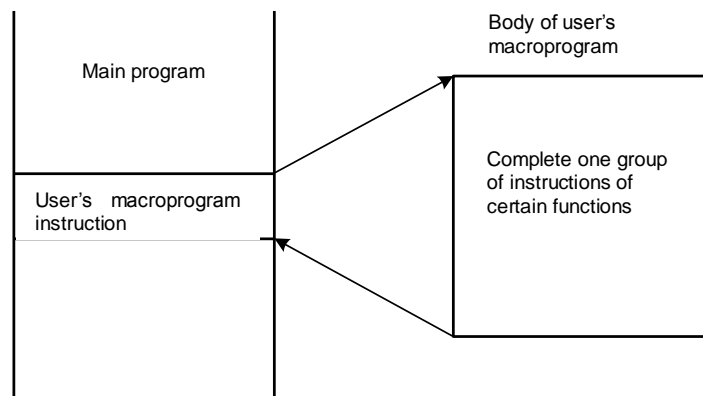 Body of user's
macroprogram
Main program
Complete one group
of instructions of
certain functions
User's macroprogram
instruction